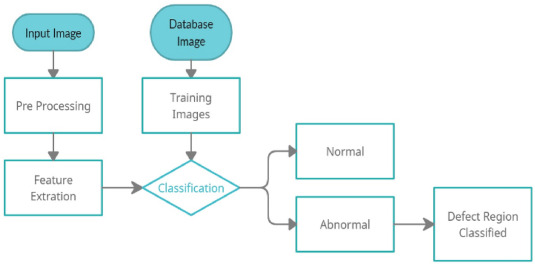 Input Image
Database
Image
Pre Processing
Training
Images
Feature
Extration
Classification
Normal
Abnormal
Defect Region
Classified